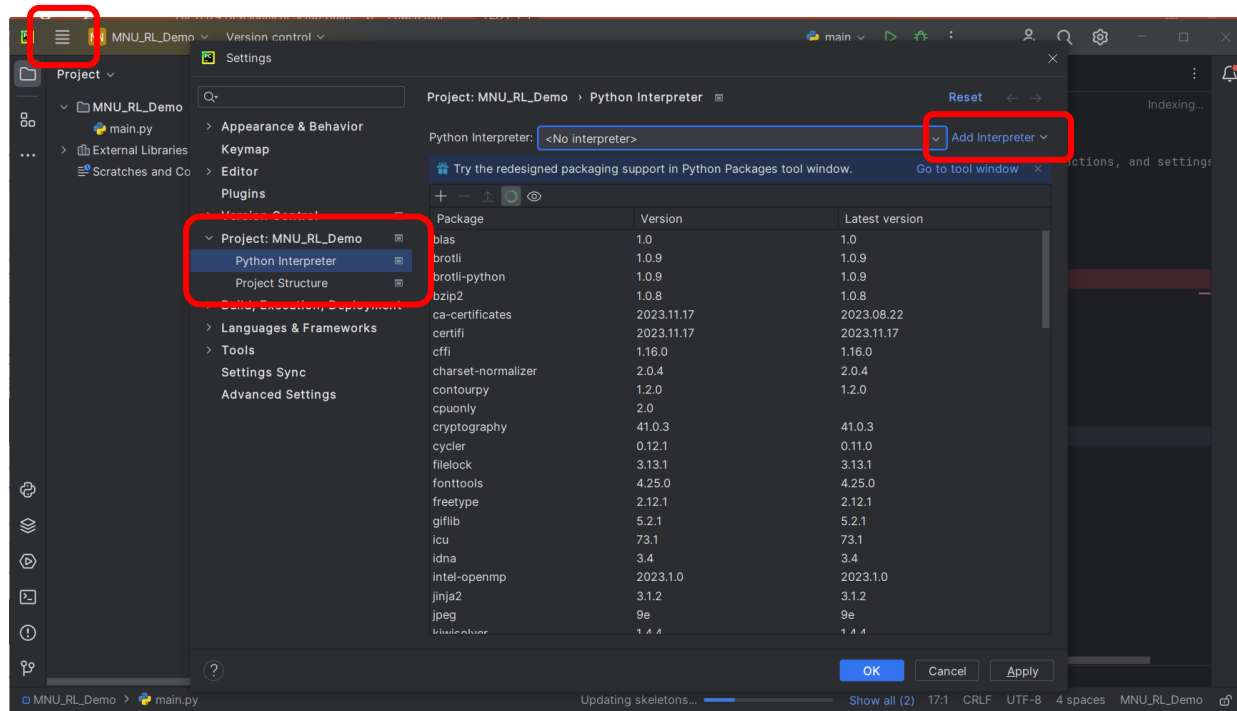 MNU_RL_Demo Version control main
Settings
Project
Project: MNU_RL_Demo › Python Interpreter Reset
MNU_RL_Demo
Indexing...
main.py
Appearance & Behavior
Python Interpreter: <No interpreter> Add Interpreter
External Libraries
Keymap
Scratches and Co
Editor
Try the redesigned packaging support in Python Packages tool window. Go to tool window
ctions, and settings
Plugins
Version Control
Package Version Latest version
Project: MNU_RL_Demo
blas 1.0 1.0
Python Interpreter
brotli 1.0.9 1.0.9
Project Structure
brotli-python 1.0.9 1.0.9
Build, Execution, Deployment
bzip2 1.0.8 1.0.8
Languages & Frameworks
ca-certificates 2023.11.17 2023.08.22
certifi 2023.11.17 2023.11.17
Tools
cffi 1.16.0 1.16.0
Settings Sync
charset-normalizer 2.0.4 2.0.4
Advanced Settings
contourpy 1.2.0 1.2.0
cpuonly 2.0
cryptography 41.0.3 41.0.3
cycler 0.12.1 0.11.0
filelock 3.13.1 3.13.1
fonttools 4.25.0 4.25.0
freetype 2.12.1 2.12.1
giflib 5.2.1 5.2.1
icu 73.1 73.1
idna 3.4 3.4
intel-openmp 2023.1.0 2023.1.0
jinja2 3.1.2 3.1.2
jpeg 9e 9e
kiwisolver 1.4.4 1.4.4
? OK Cancel Apply
MNU_RL_Demo > main.py Updating skeletons... Show all (2) 17:1 CRLF UTF-8 4 spaces MNU_RL_Demo